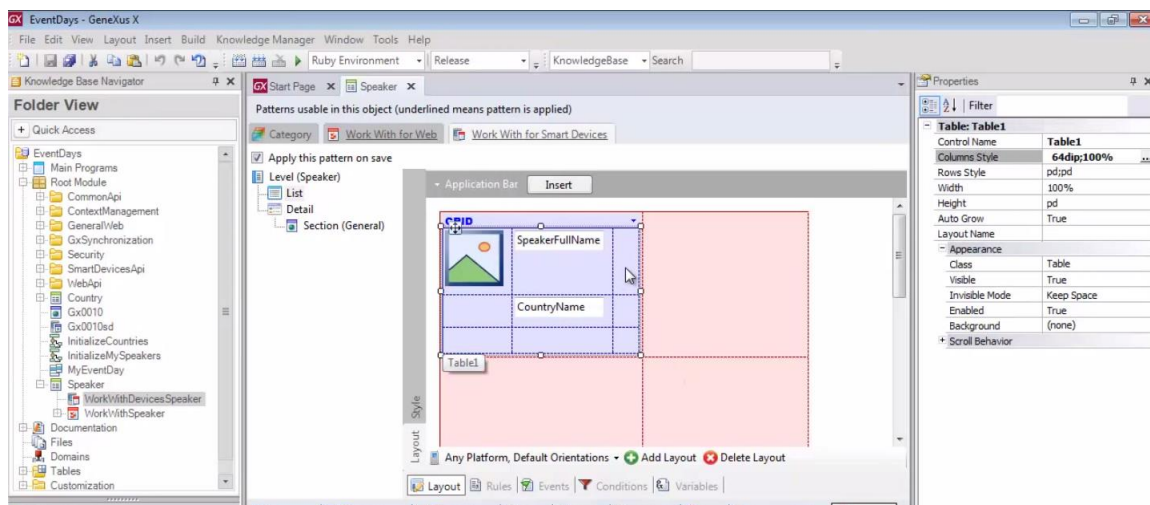 EventDays - GeneXus X
File Edit View Layout Insert Build Knowledge Manager Window Tools Help
Ruby Environment Release KnowledgeBase Search
Knowledge Base Navigator
Folder View
+ Quick Access
EventDays
Main Programs
Root Module
CommonApi
ContextManagement
GeneralWeb
GxSynchronization
Security
SmartDevicesApi
WebApi
Country
Gx0010
Gx0010sd
InitializeCountries
InitializeMySpeakers
MyEventDay
Speaker
WorkWithDevicesSpeaker
WorkWithSpeaker
Documentation
Files
Domains
Tables
Customization
Start Page Speaker
Patterns usable in this object (underlined means pattern is applied)
Category Work With for Web Work With for Smart Devices
Apply this pattern on save
Level (Speaker)
List
Detail
Section (General)
Application Bar Insert
GRID
SpeakerFullName
CountryName
Table1
Style
Layout
Any Platform, Default Orientations Add Layout Delete Layout
Layout Rules Events Conditions Variables
Properties
Filter
Table: Table1
Control Name Table1
Columns Style 64dip;100% ...
Rows Style pd;pd
Width 100%
Height pd
Auto Grow True
Layout Name
Appearance
Class Table
Visible True
Invisible Mode Keep Space
Enabled True
Background (none)
Scroll Behavior